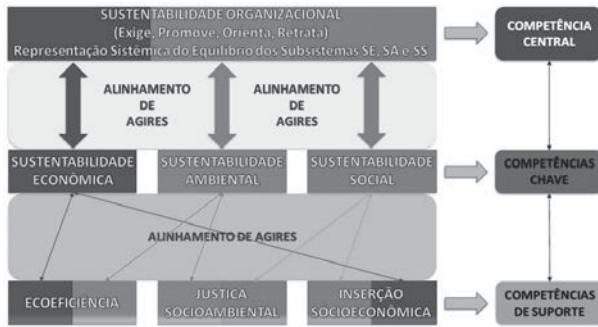 SUSTENTABILIDADE ORGANIZACIONAL
(Exige, Promove, Orienta, Retrata)
Representação Sistêmica do Equilíbrio dos Subsistemas SE, SA e SS
COMPETÊNCIA
CENTRAL
ALINHAMENTO
DE
AGIRES
ALINHAMENTO
DE
AGIRES
SUSTENTABILIDADE
ECONÔMICA
SUSTENTABILIDADE
AMBIENTAL
SUSTENTABILIDADE
SOCIAL
COMPETÊNCIAS
CHAVE
ALINHAMENTO DE AGIRES
ECOEFICIÊNCIA
JUSTIÇA
SOCIOAMBIENTAL
INSERÇÃO
SOCIOECONÔMICA
COMPETÊNCIAS
DE SUPORTE